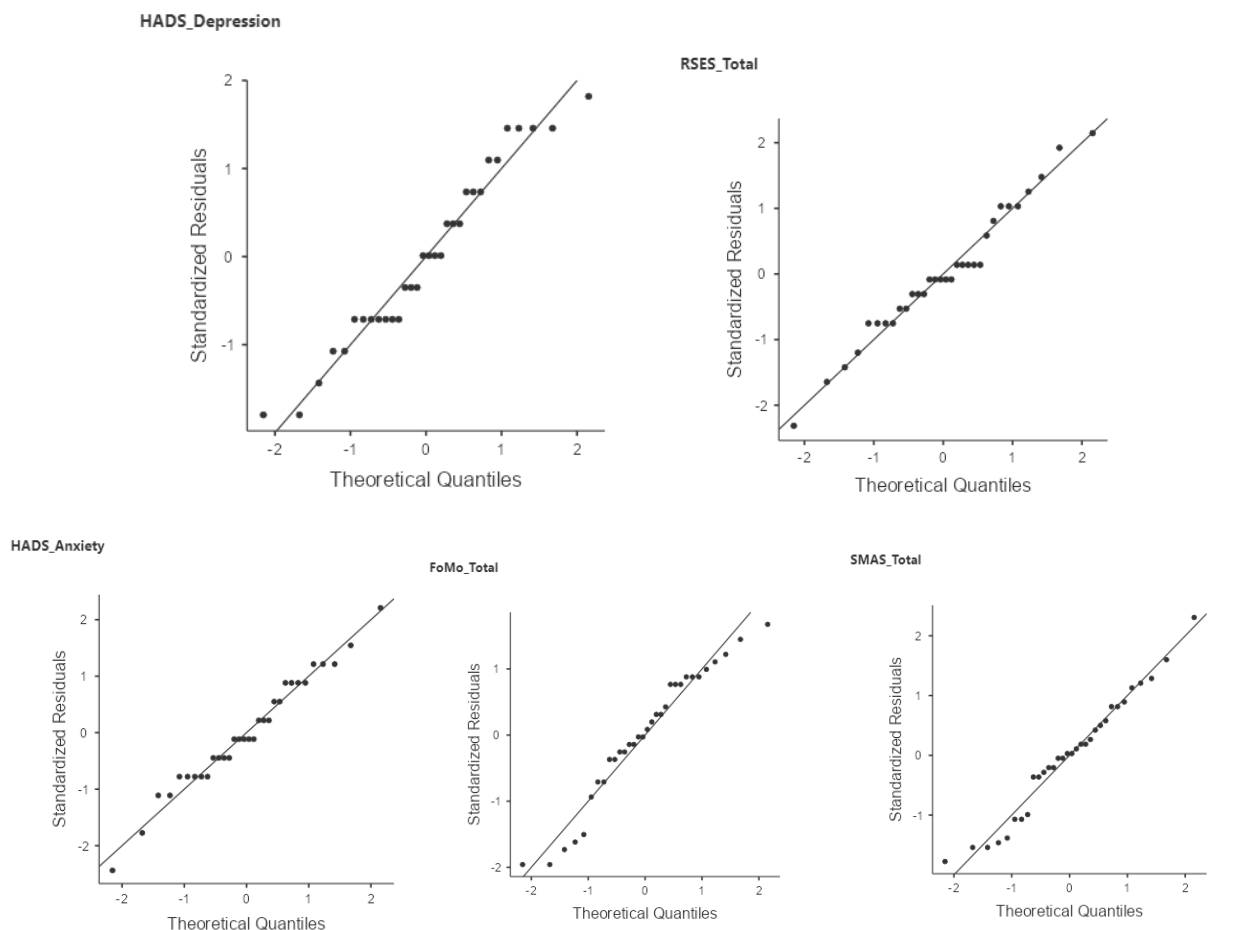 HADS_Depression
2
1
0
-1
Standardized Residuals
-2 -1 0 1 2
Theoretical Quantiles
RSES_Total
2
1
0
-1
-2
Standardized Residuals
-2 -1 0 1 2
Theoretical Quantiles
HADS_Anxiety
2
1
0
-1
-2
Standardized Residuals
-2 -1 0 1 2
Theoretical Quantiles
FoMo_Total
1
0
-1
-2
Standardized Residuals
-2 -1 0 1 2
Theoretical Quantiles
SMAS_Total
2
1
0
-1
Standardized Residuals
-2 -1 0 1 2
Theoretical Quantiles